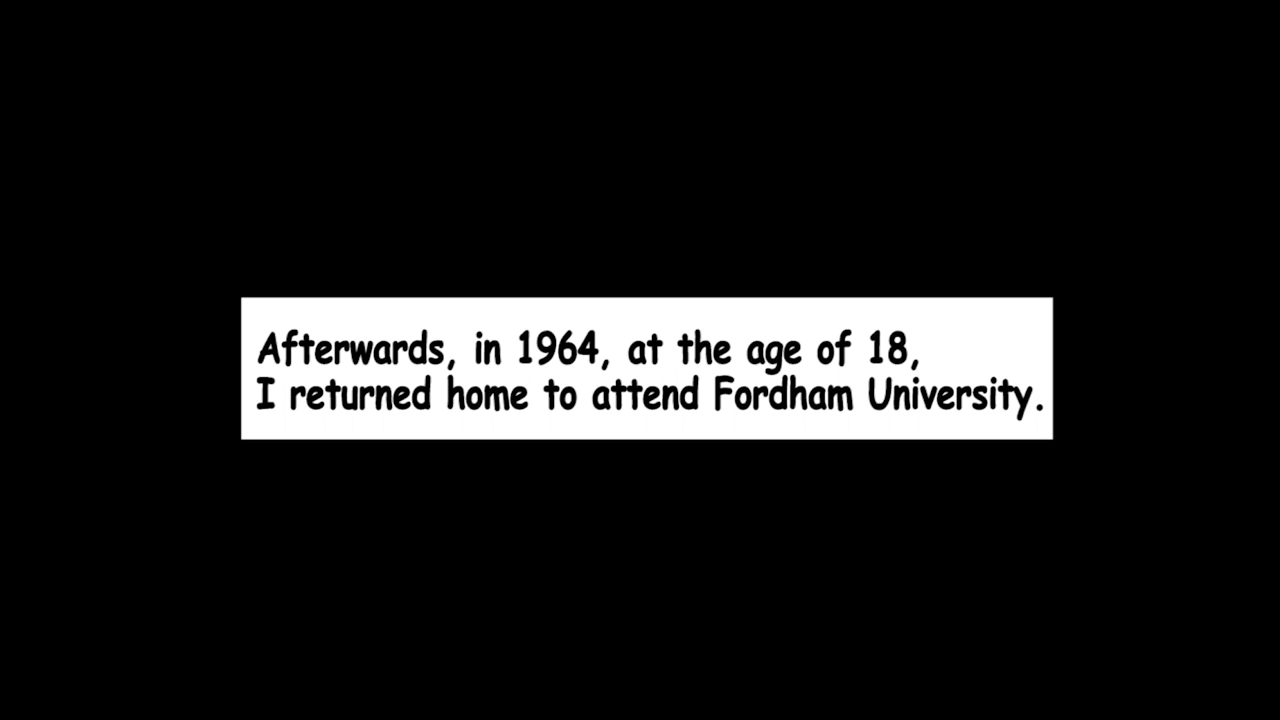 Afterwards, in 1964, at the age of 18,
I returned home to attend Fordham University.